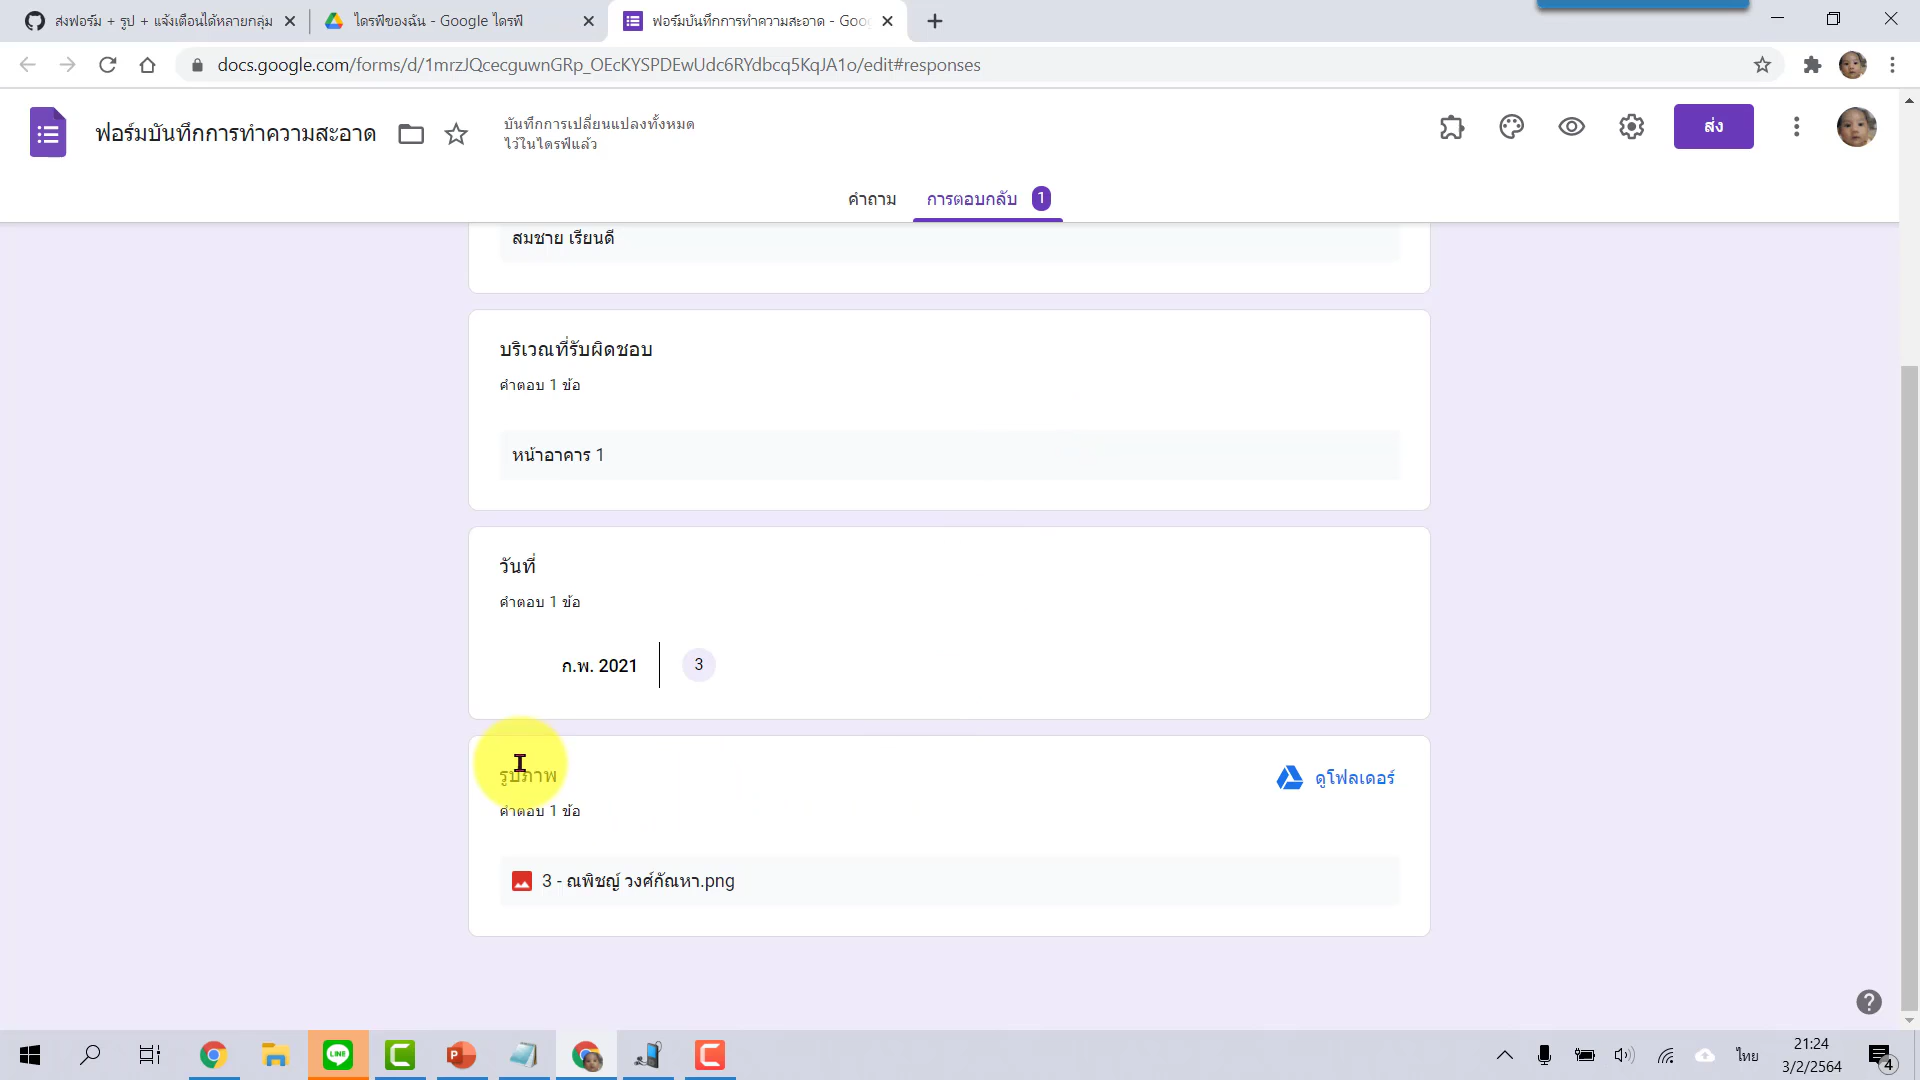 ส่งฟอร์ม + รูป + แจ้งเตือนได้หลายกลุ่ม
ไดรฟ์ของฉัน - Google ไดรฟ์
ฟอร์มบันทึกการทำความสะอาด - Goo
docs.google.com/forms/d/1mrzJQcecguwnGRp_OEcKYSPDEwUdc6RYdbcq5KqJA1o/edit#responses
ฟอร์มบันทึกการทำความสะอาด
บันทึกการเปลี่ยนแปลงทั้งหมด
ไว้ในไดรฟ์แล้ว
ส่ง
คำถาม
การตอบกลับ 1
สมชาย เรียนดี
บริเวณที่รับผิดชอบ
คำตอบ 1 ข้อ
หน้าอาคาร 1
วันที่
คำตอบ 1 ข้อ
ก.พ. 2021
3
รูปภาพ
ดูโฟลเดอร์
คำตอบ 1 ข้อ
3 - ณพิชญ์ วงศ์กัณหา.png
LINE
ไทย
21:24
3/2/2564
4